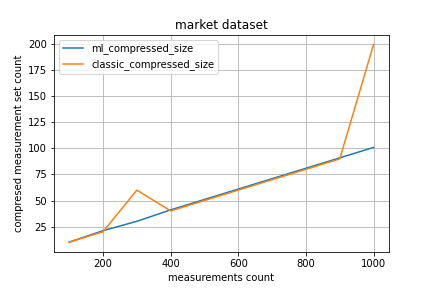 market dataset
ml_compressed_size
classic_compressed_size
compresed measurement set count
200
175
150
125
100
75
50
25
200
400
600
800
1000
measurements count